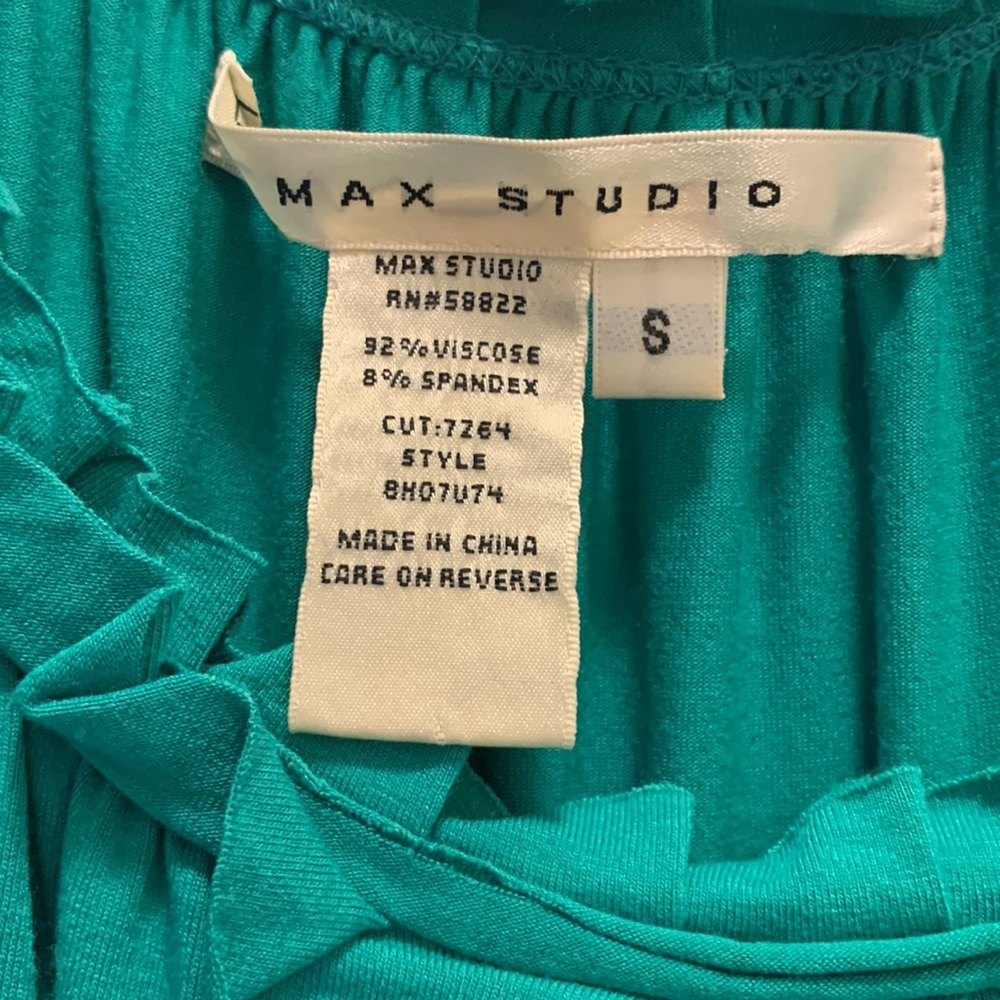 MAX STUDIO
MAX STUDIO
RN#58822
92% VISCOSE
8% SPANDEX
CUT:7264
STYLE
8H07U74
MADE IN CHINA
CARE ON REVERSE
S